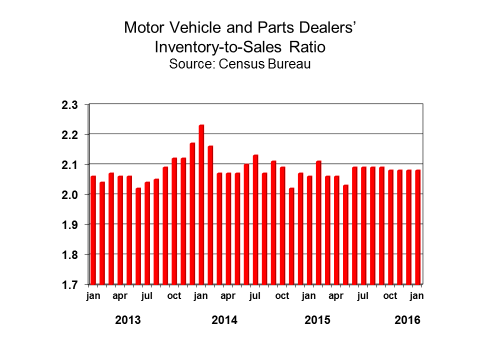 Motor Vehicle and Parts Dealers’
Inventory-to-Sales Ratio
Source: Census Bureau
2.3
2.2
2.1
2.0
1.9
1.8
1.7
jan apr jul oct jan apr jul oct jan apr jul oct jan
2013 2014 2015 2016